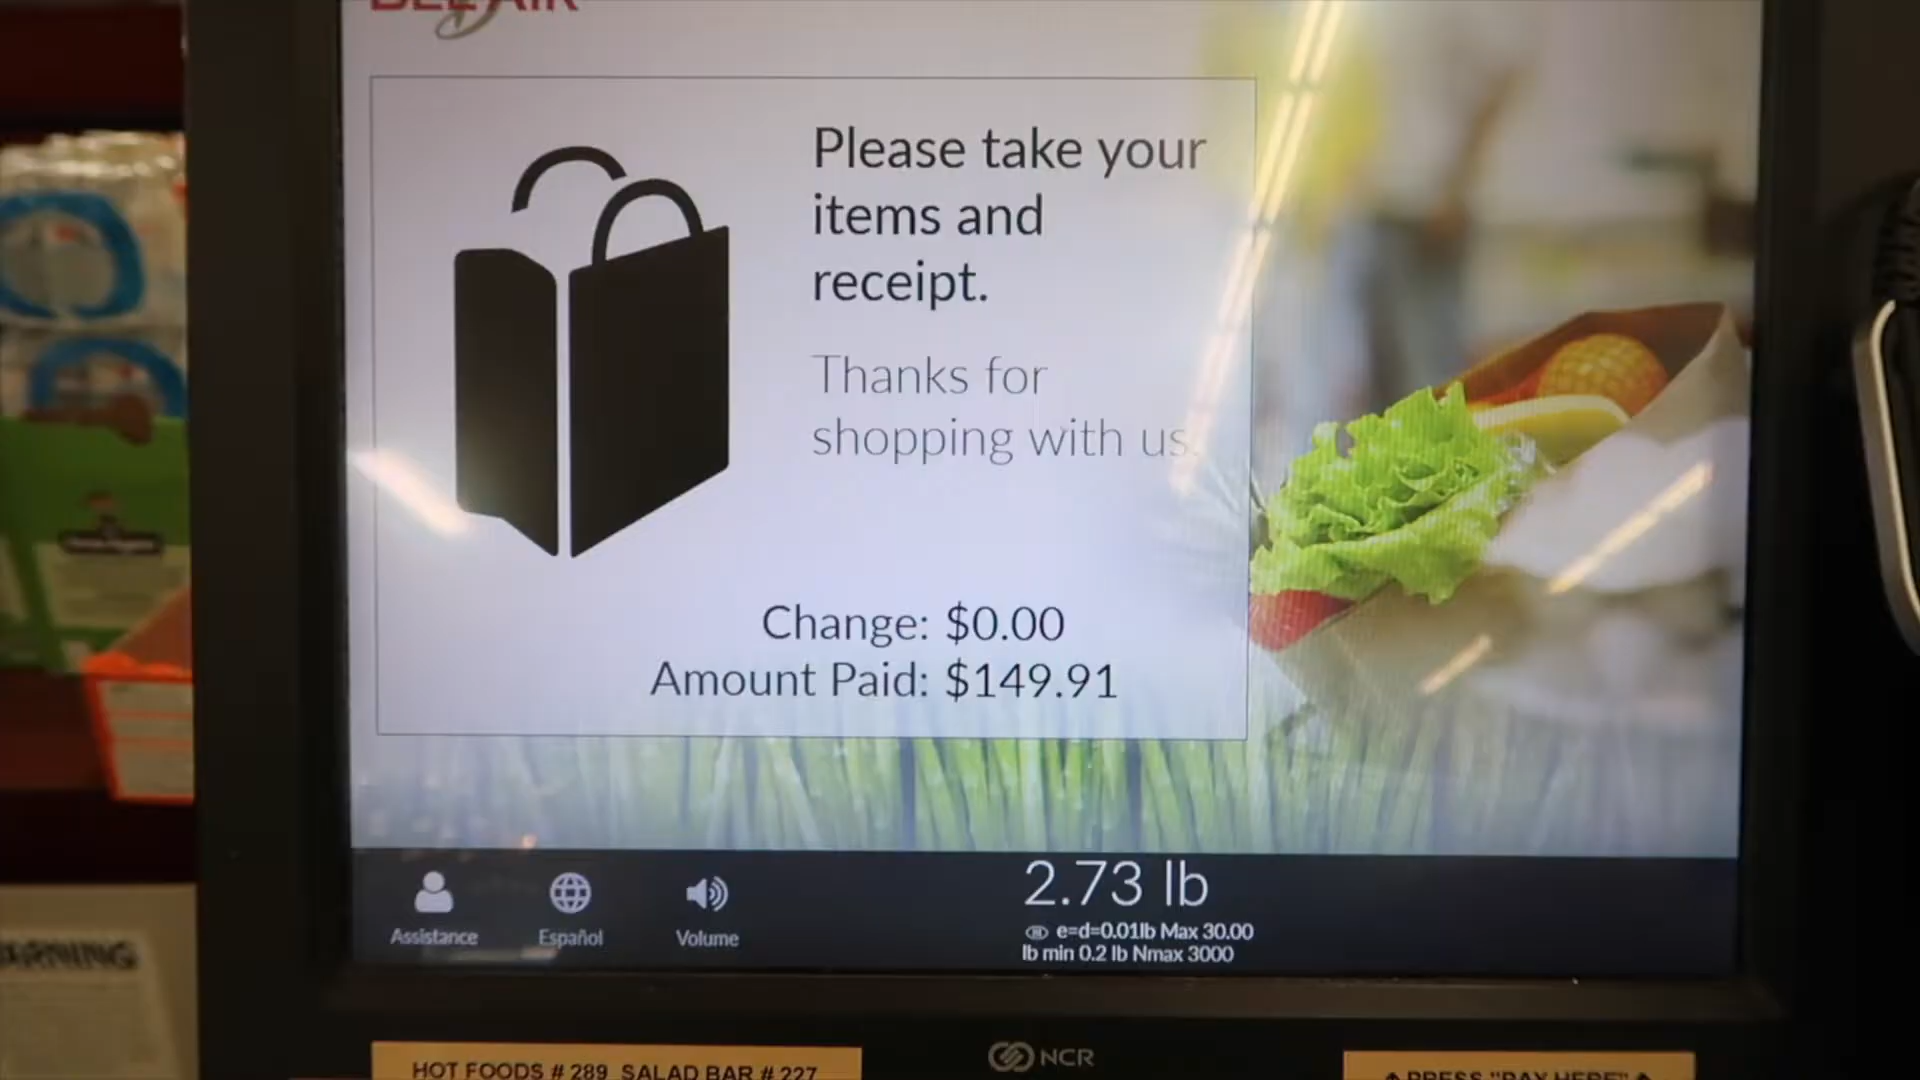 BEL AIR
Please take your
items and
receipt.
Thanks for
shopping with us.
Change: $0.00
Amount Paid: $149.91
2.73 lb
e=d=0.01lb Max 30.00
lb min 0.2 lb Nmax 3000
Assistance
Español
Volume
ARNING
NCR
HOT FOODS # 289 SALAD BAR # 227
PRESS "PAY HERE"